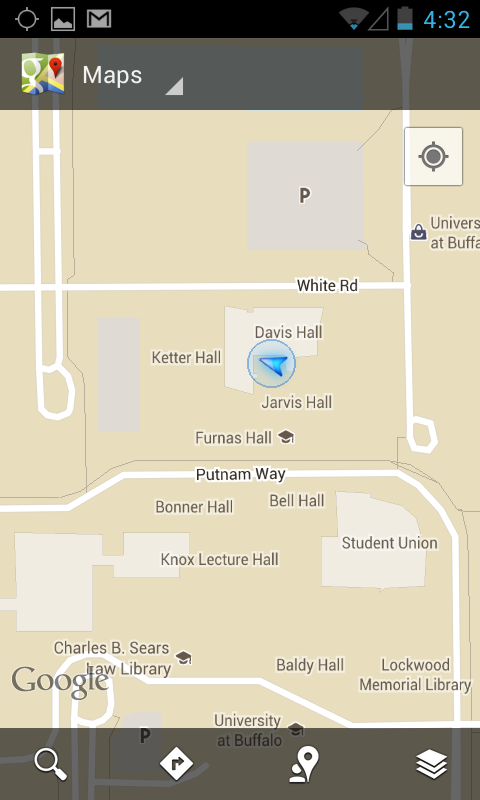 4:32
Maps
P
Univers
at Buffa
White Rd
Davis Hall
Ketter Hall
Jarvis Hall
Furnas Hall
Putnam Way
Bell Hall
Bonner Hall
Student Union
Knox Lecture Hall
Charles B. Sears
Law Library
Baldy Hall
Lockwood
Memorial Library
Google
University
at Buffalo
P